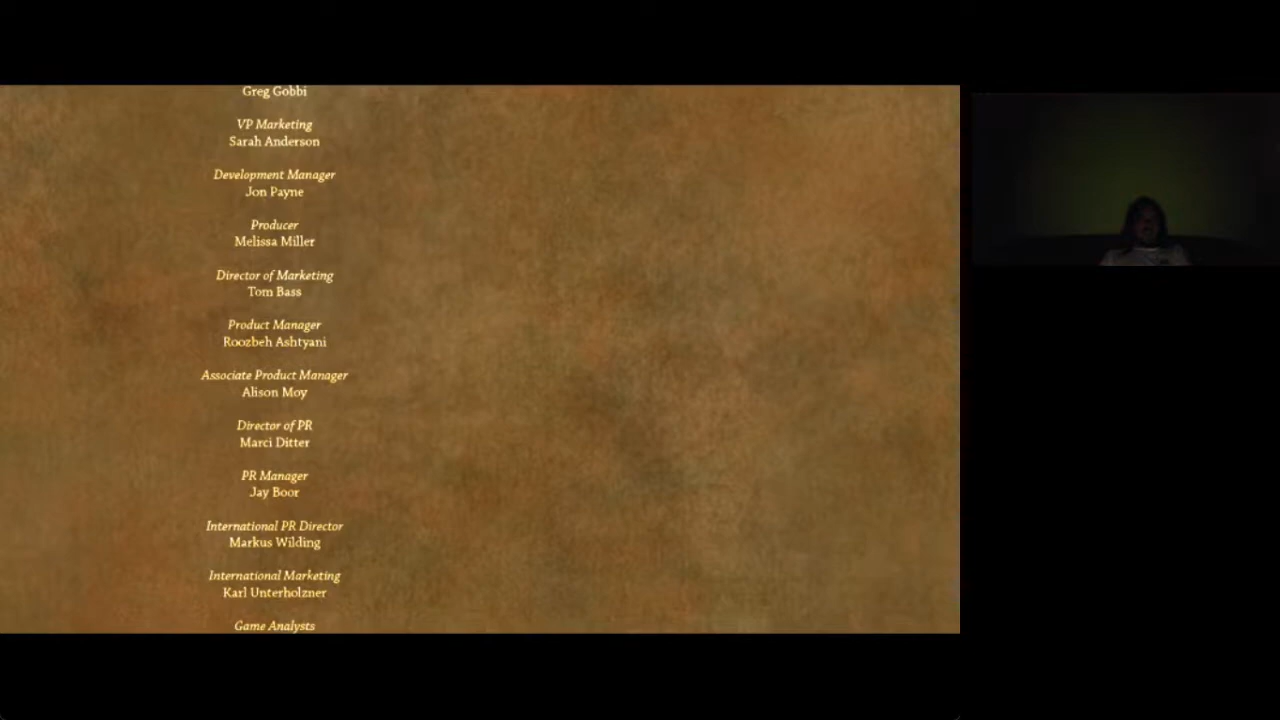 Greg Gobbi
VP Marketing
Sarah Anderson
Development Manager
Jon Payne
Producer
Melissa Miller
Director of Marketing
Tom Bass
Product Manager
Roozbeh Ashtyani
Associate Product Manager
Alison Moy
Director of PR
Marci Ditter
PR Manager
Jay Boor
International PR Director
Markus Wilding
International Marketing
Karl Unterholzner
Game Analysts